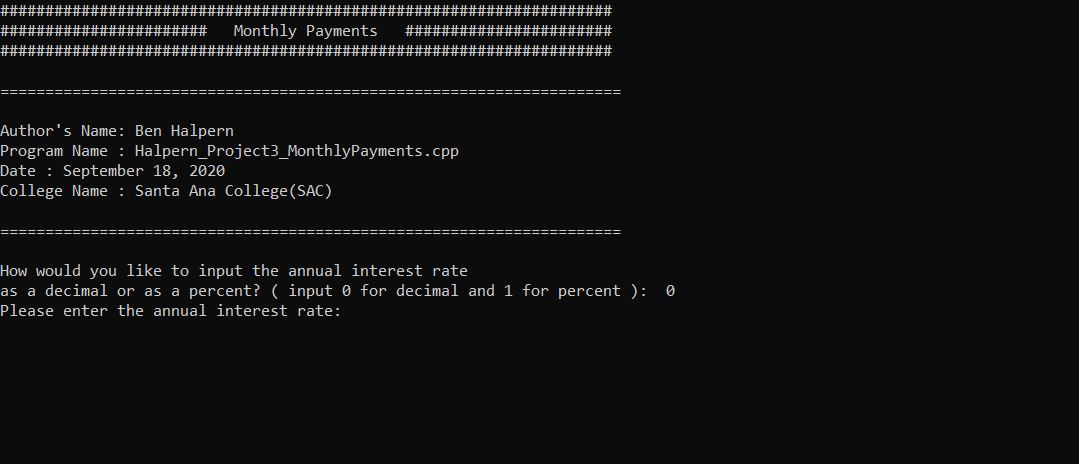 ####################################################################
#######################   Monthly Payments   #######################
####################################################################
=====================================================================
Author's Name: Ben Halpern
Program Name : Halpern_Project3_MonthlyPayments.cpp
Date : September 18, 2020
College Name : Santa Ana College(SAC)
=====================================================================
How would you like to input the annual interest rate
as a decimal or as a percent? ( input 0 for decimal and 1 for percent ):  0
Please enter the annual interest rate: